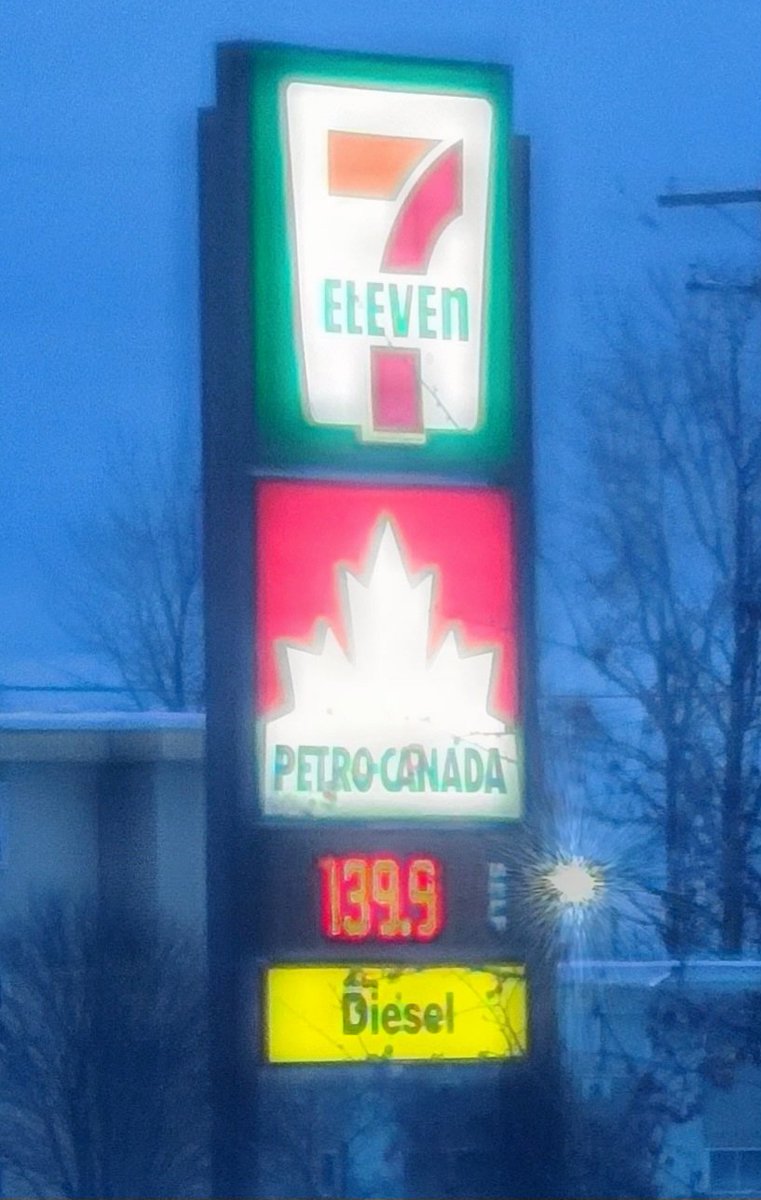 7
ELEVEn
PETRO-CANADA
139.9
Diesel